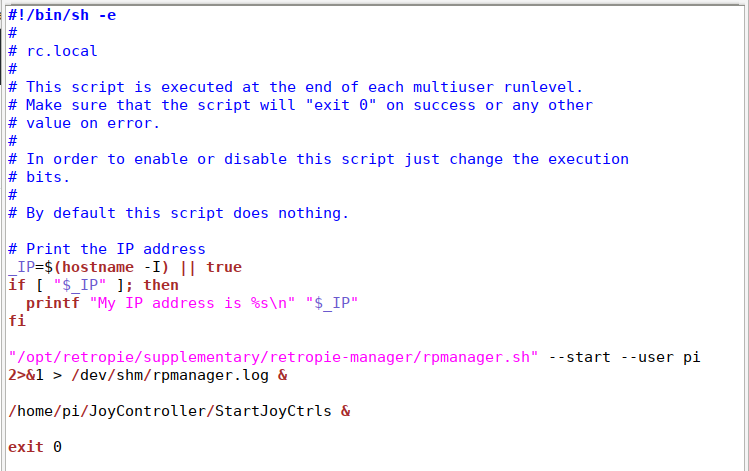 #!/bin/sh -e
#
# rc.local
#
# This script is executed at the end of each multiuser runlevel.
# Make sure that the script will "exit 0" on success or any other
# value on error.
#
# In order to enable or disable this script just change the execution
# bits.
#
# By default this script does nothing.

# Print the IP address
_IP=$(hostname -I) || true
if [ "$_IP" ]; then
  printf "My IP address is %s\n" "$_IP"
fi

"/opt/retropie/supplementary/retropie-manager/rpmanager.sh" --start --user pi
2>&1 > /dev/shm/rpmanager.log &

/home/pi/JoyController/StartJoyCtrls &

exit 0